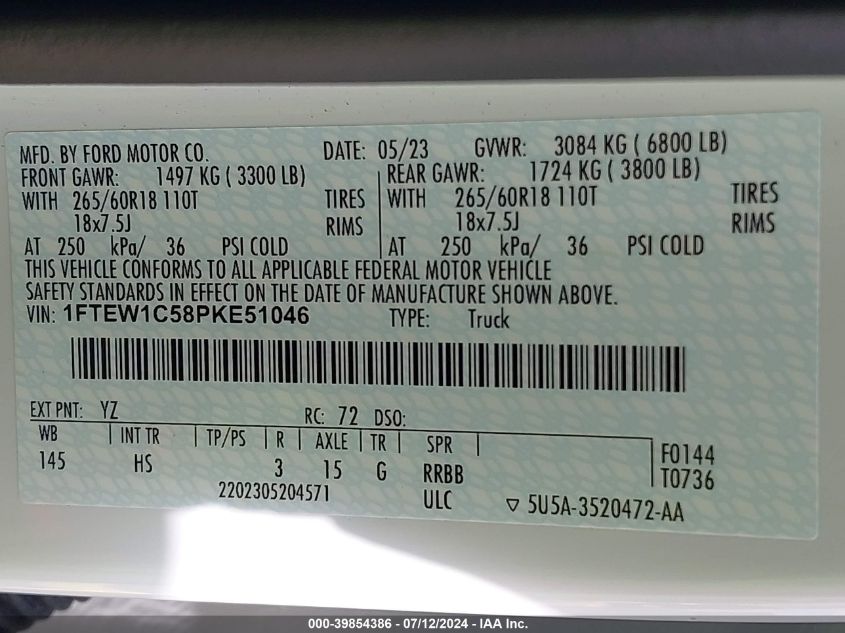 MFD. BY FORD MOTOR CO. DATE: 05/23 GVWR: 3084 KG ( 6800 LB)
FRONT GAWR: 1497 KG ( 3300 LB) REAR GAWR: 1724 KG ( 3800 LB)
WITH 265/60R18 110T TIRES WITH 265/60R18 110T TIRES
18x7.5J RIMS 18x7.5J RIMS
AT 250 kPa/ 36 PSI COLD AT 250 kPa/ 36 PSI COLD
THIS VEHICLE CONFORMS TO ALL APPLICABLE FEDERAL MOTOR VEHICLE
SAFETY STANDARDS IN EFFECT ON THE DATE OF MANUFACTURE SHOWN ABOVE.
VIN: 1FTEW1C58PKE51046 TYPE: Truck
EXT PNT: YZ RC: 72 DSO:
WB INT TR TP/PS R AXLE TR SPR F0144
145 HS 3 15 G RRBB T0736
2202305204571 ULC ▽ 5U5A-3520472-AA
000-39854386 - 07/12/2024 - IAA Inc.